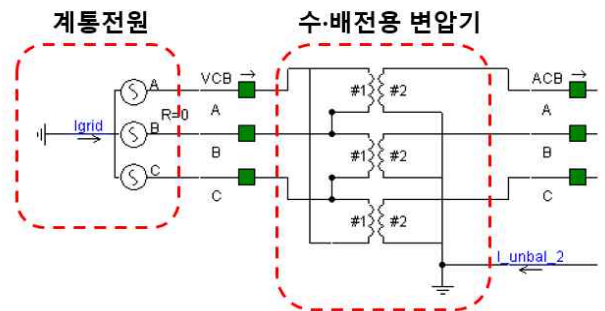 계통전원 수·배전용 변압기
VCB → ACB →
A #1 #2
Igrid R=0 A A
B
B #1 #2 B
C
C #1 #2 C
I_unbal_2